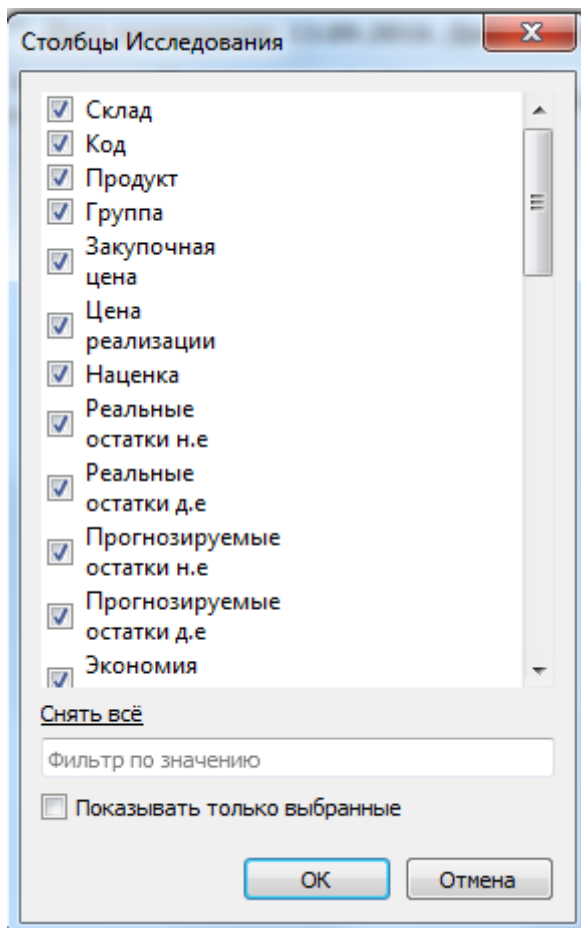 Столбцы Исследования
Склад
Код
Продукт
Группа
Закупочная
цена
Цена
реализации
Наценка
Реальные
остатки н.е
Реальные
остатки д.е
Прогнозируемые
остатки н.е
Прогнозируемые
остатки д.е
Экономия
Снять всё
Фильтр по значению
Показывать только выбранные
OK
Отмена